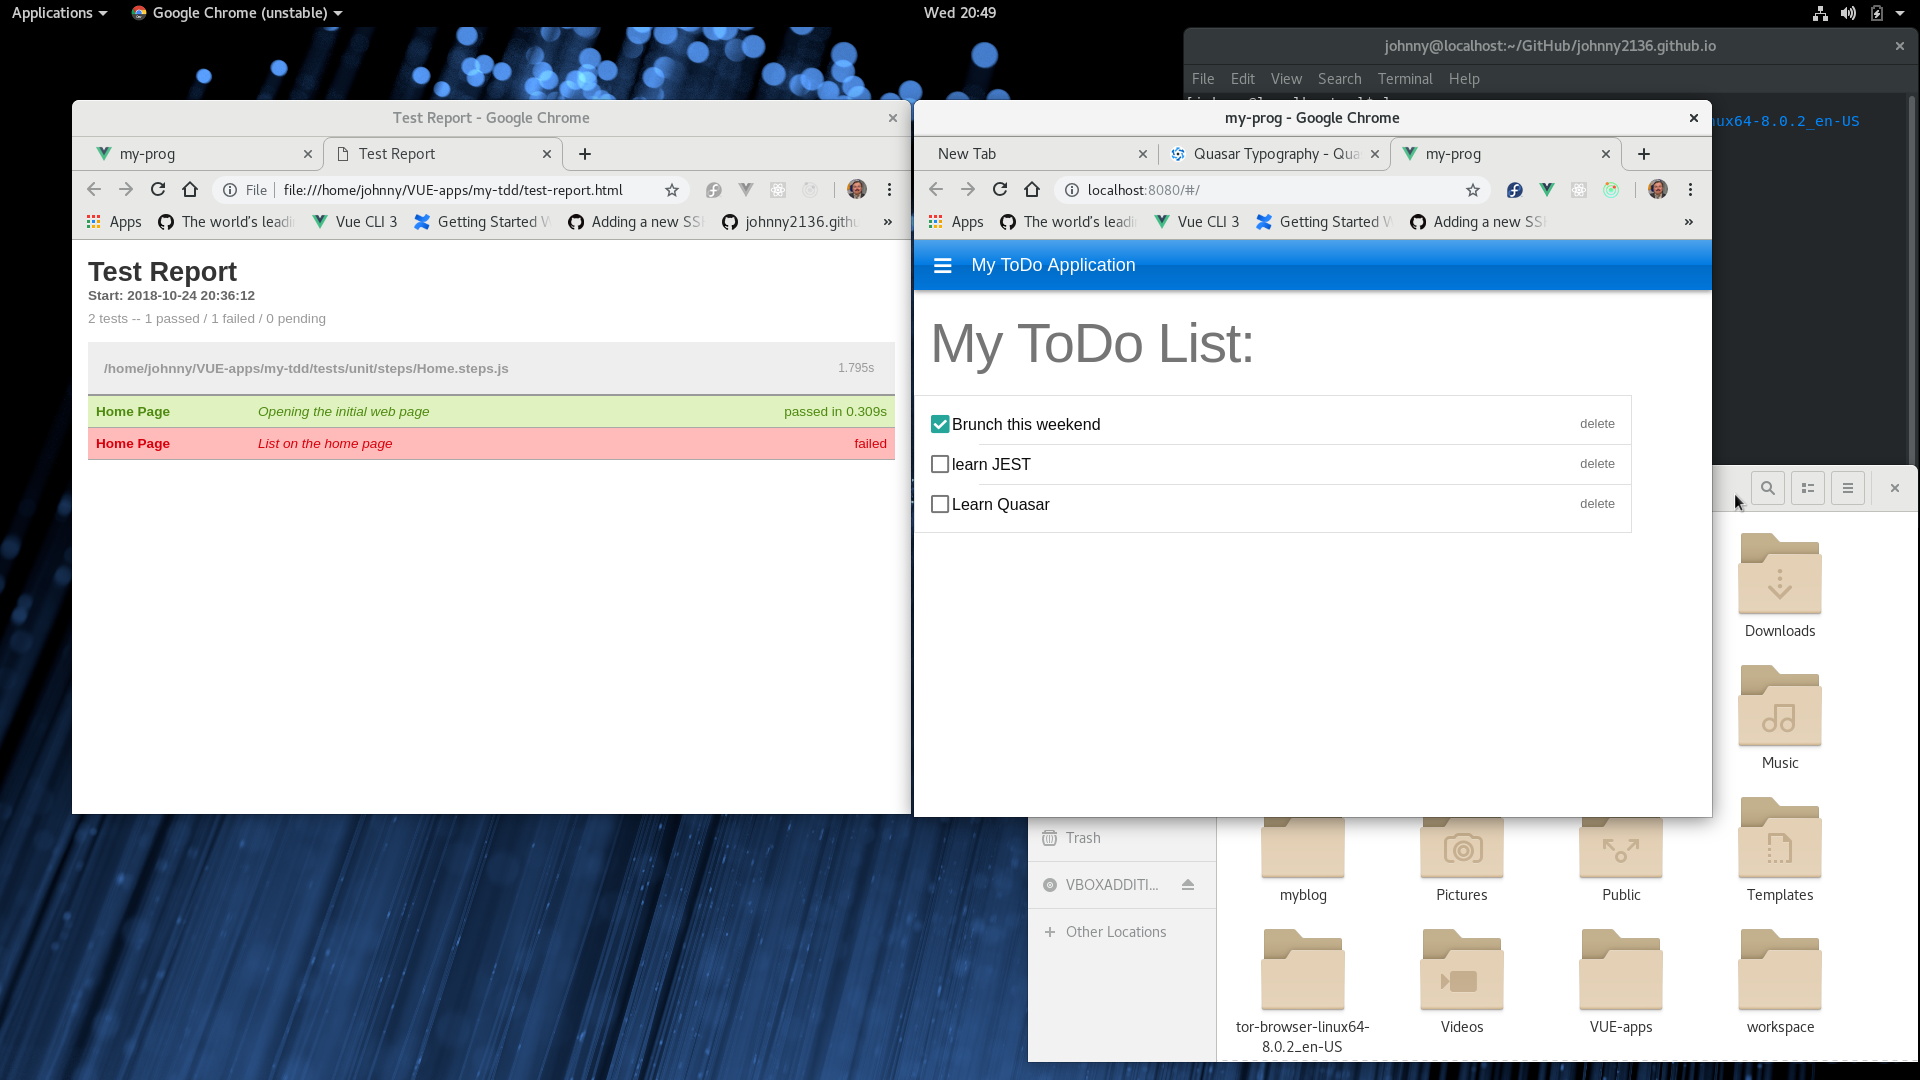 Applications
Google Chrome (unstable)
Wed 20:49
johnny@localhost:~/GitHub/johnny2136.github.io
File Edit View Search Terminal Help
nux64-8.0.2_en-US
Test Report - Google Chrome
my-prog
Test Report
File
file:///home/johnny/VUE-apps/my-tdd/test-report.html
Apps
The world's leadi
Vue CLI 3
Getting Started V
Adding a new SS
johnny2136.githu
»
Test Report
Start: 2018-10-24 20:36:12
2 tests -- 1 passed / 1 failed / 0 pending
/home/johnny/VUE-apps/my-tdd/tests/unit/steps/Home.steps.js 1.795s
Home Page Opening the initial web page passed in 0.309s
Home Page List on the home page failed
my-prog - Google Chrome
New Tab
Quasar Typography - Qua
my-prog
localhost:8080/#/
Apps
The world's leadi
Vue CLI 3
Getting Started V
Adding a new SS
»
My ToDo Application
My ToDo List:
Brunch this weekend delete
learn JEST delete
Learn Quasar delete
Downloads
Music
Trash
VBOXADDITI...
Other Locations
myblog
Pictures
Public
Templates
tor-browser-linux64-
8.0.2_en-US
Videos
VUE-apps
workspace